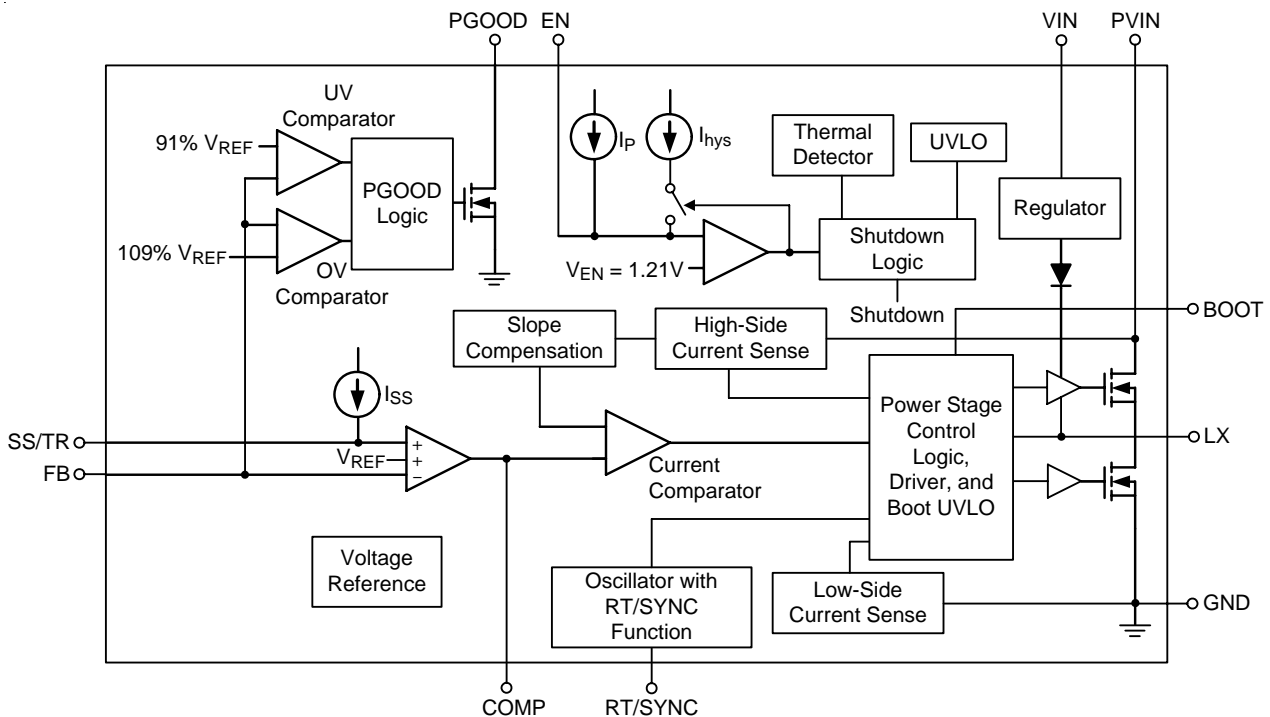 PGOOD
EN
VIN
PVIN
UV
Comparator
91% VREF
PGOOD
Logic
109% VREF
OV
Comparator
IP
Ihys
Thermal
Detector
UVLO
Regulator
Shutdown
Logic
VEN = 1.21V
Shutdown
BOOT
Slope
Compensation
High-Side
Current Sense
ISS
SS/TR
VREF
+
+
−
FB
Current
Comparator
Power Stage
Control
Logic,
Driver, and
Boot UVLO
LX
Voltage
Reference
Oscillator with
RT/SYNC
Function
Low-Side
Current Sense
GND
COMP
RT/SYNC